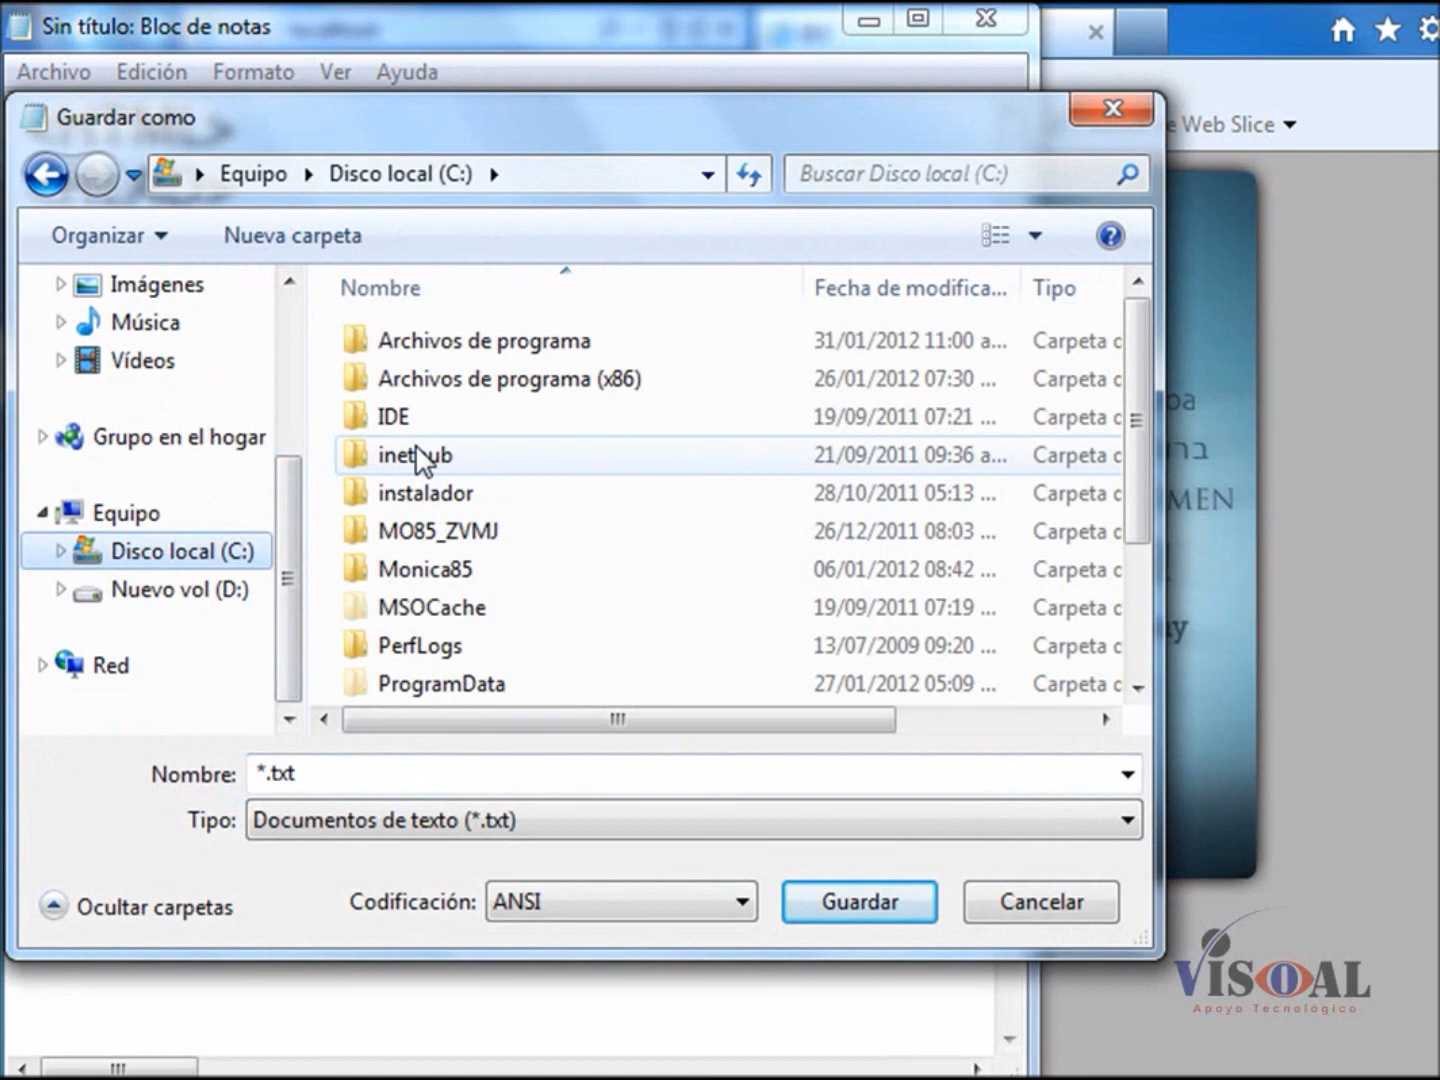 Sin título: Bloc de notas
Archivo Edición Formato Ver Ayuda
Guardar como
e Web Slice
Equipo Disco local (C:)
Buscar Disco local (C:)
Organizar Nueva carpeta
Imágenes
Música
Vídeos
Grupo en el hogar
Equipo
Disco local (C:)
Nuevo vol (D:)
Red
Nombre Fecha de modifica... Tipo
Archivos de programa 31/01/2012 11:00 a... Carpeta c
Archivos de programa (x86) 26/01/2012 07:30 ... Carpeta c
IDE 19/09/2011 07:21 ... Carpeta c
21/09/2011 09:36 a... Carpeta c
instalador 28/10/2011 05:13 ... Carpeta c
MO85_ZVMJ 26/12/2011 08:03 ... Carpeta c
Monica85 06/01/2012 08:42 ... Carpeta c
MSOCache 19/09/2011 07:19 ... Carpeta c
PerfLogs 13/07/2009 09:20 ... Carpeta c
ProgramData 27/01/2012 05:09 ... Carpeta c
Nombre: *.txt
Tipo: Documentos de texto (*.txt)
Ocultar carpetas
Codificación: ANSI
Guardar Cancelar
MEN
VISOAL
Apoyo Tecnológico